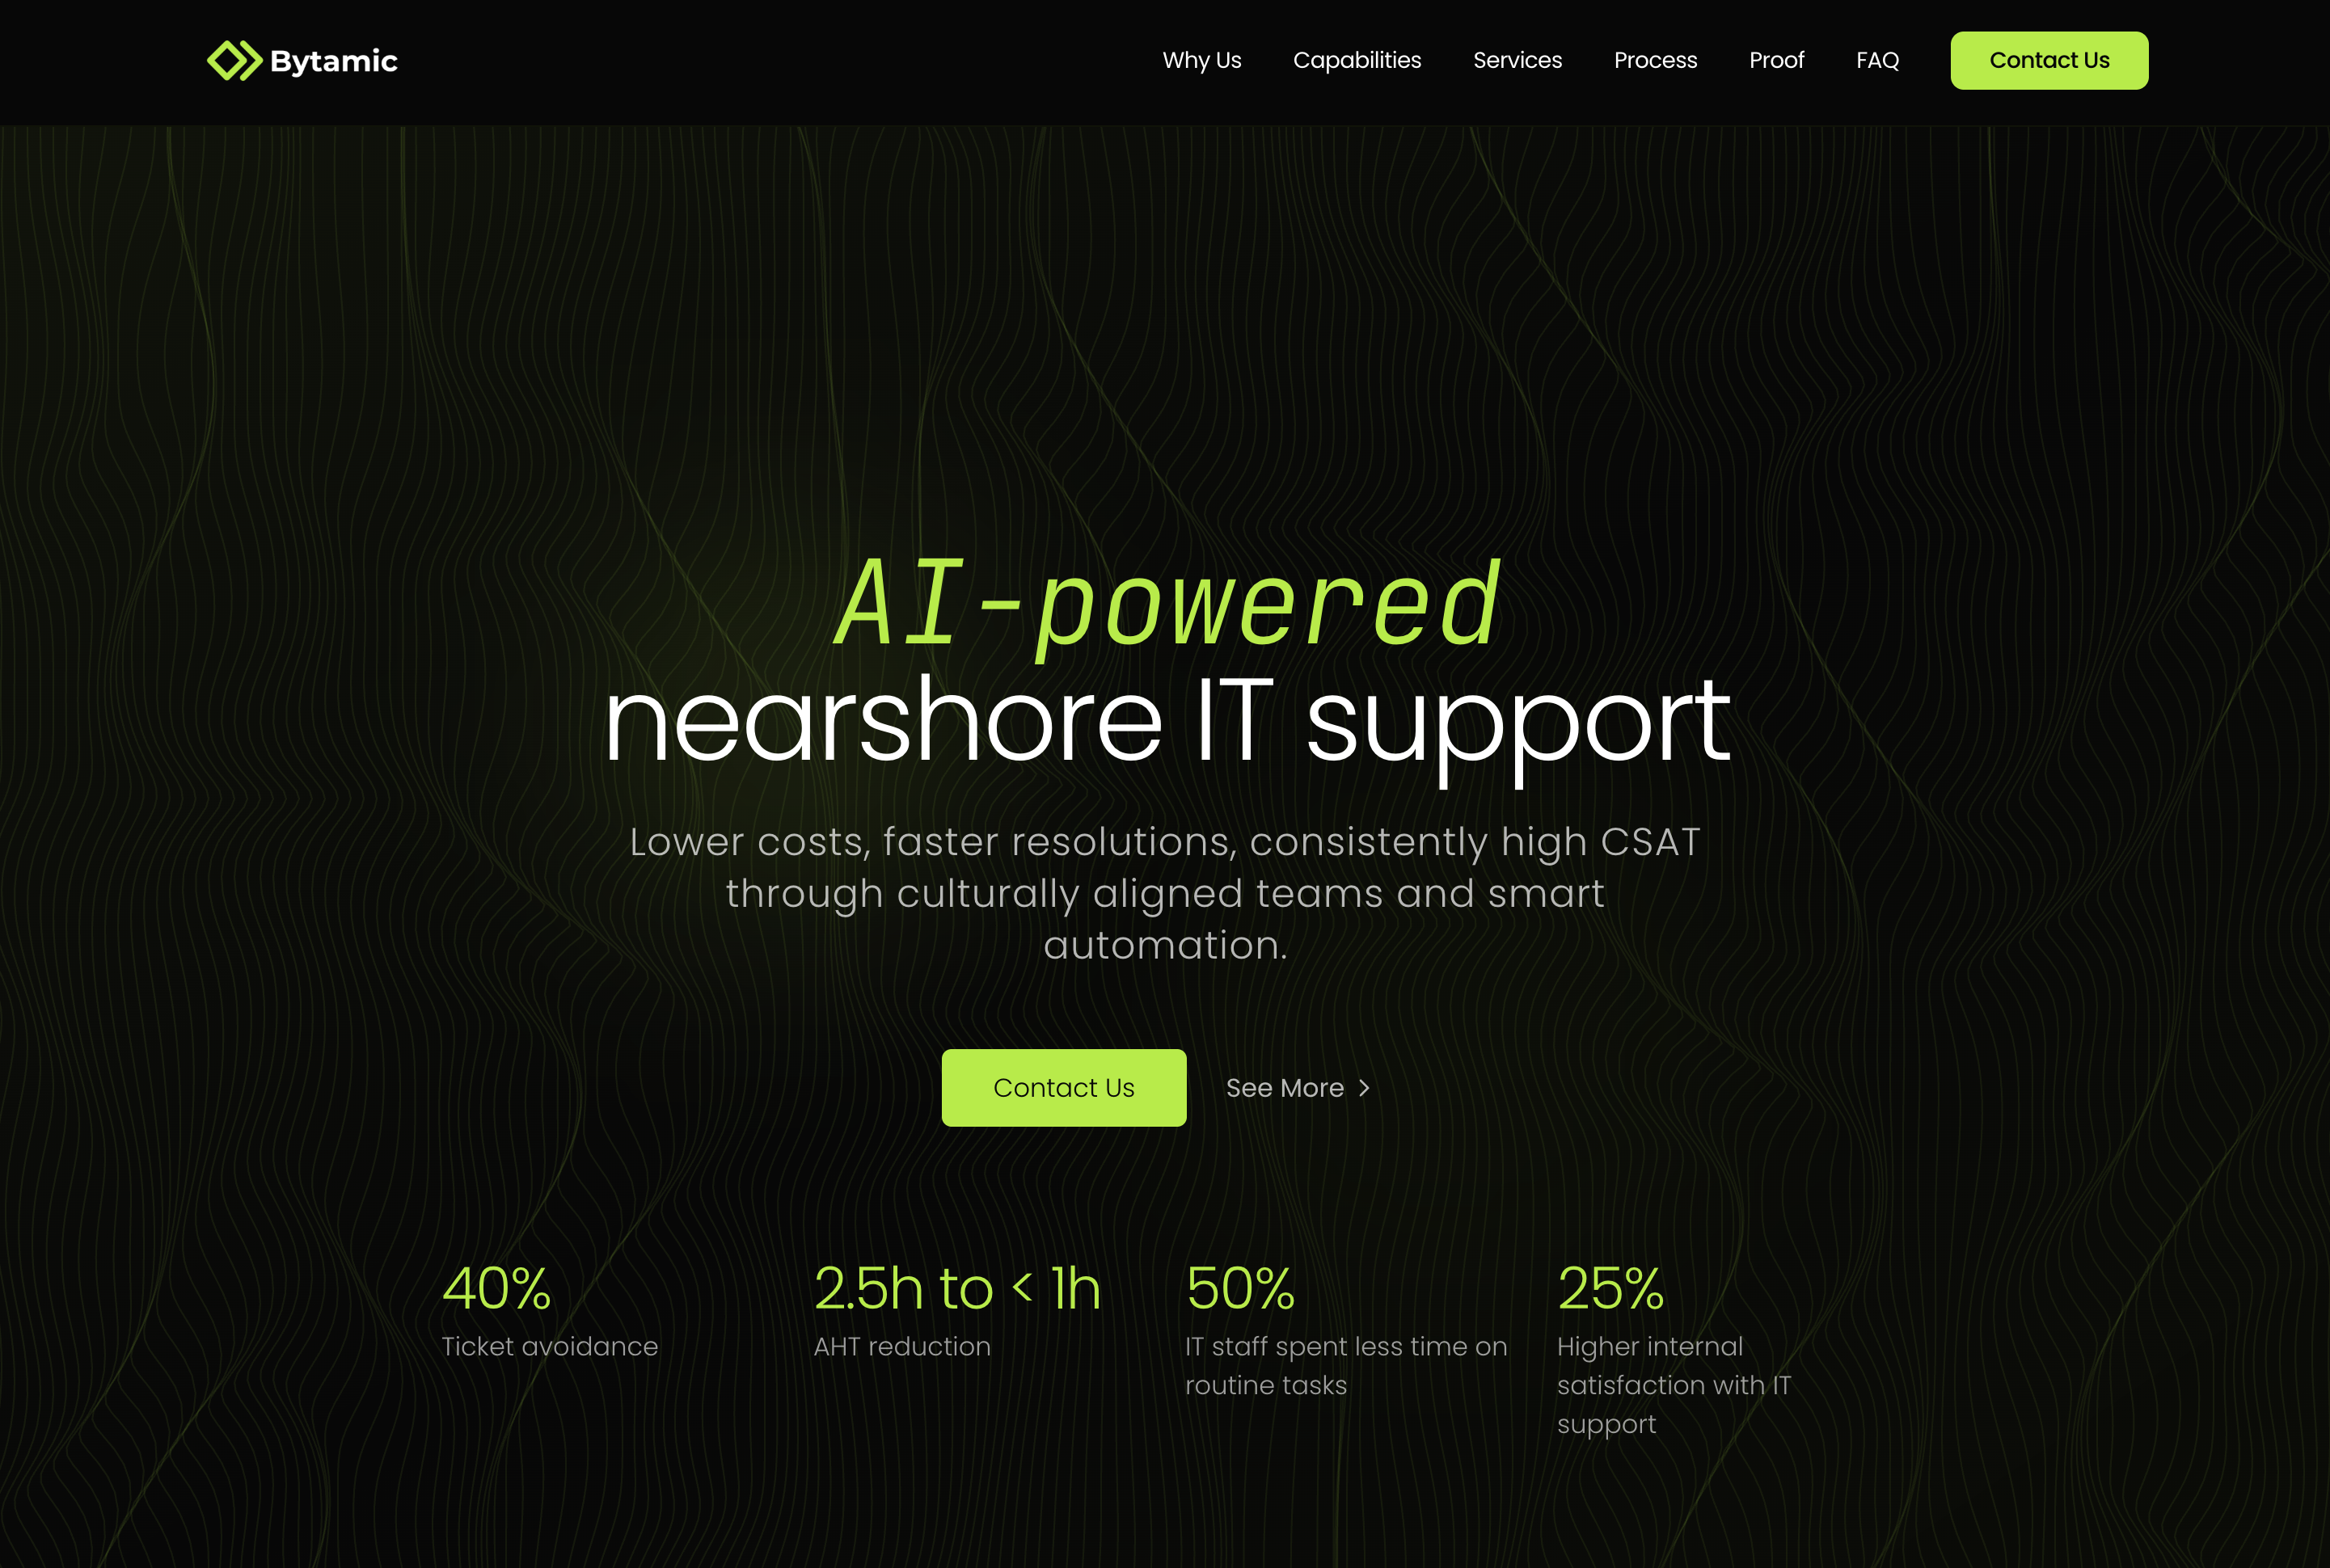 Bytamic
Why Us
Capabilities
Services
Process
Proof
FAQ
Contact Us
AI-powered
nearshore IT support
Lower costs, faster resolutions, consistently high CSAT
through culturally aligned teams and smart
automation.
Contact Us
See More
40%
Ticket avoidance
2.5h to < 1h
AHT reduction
50%
IT staff spent less time on
routine tasks
25%
Higher internal
satisfaction with IT
support